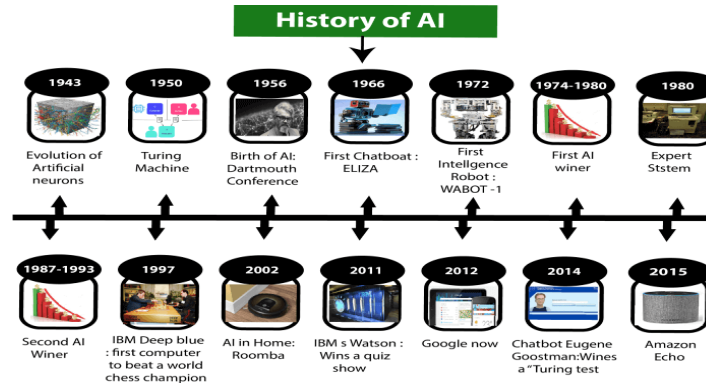 History of AI
1943
1950
1956
1966
1972
1974-1980
1980
Evolution of
Artificial
neurons
Turing
Machine
Birth of AI:
Dartmouth
Conference
First Chatboat :
ELIZA
First
Intellgence
Robot :
WABOT -1
First AI
winer
Expert
Ststem
1987-1993
1997
2002
2011
2012
2014
2015
Second AI
Winer
IBM Deep blue
: first computer
to beat a world
chess champion
AI in Home:
Roomba
IBM s Watson :
Wins a quiz
show
Google now
Chatbot Eugene
Goostman:Wines
a "Turing test
Amazon
Echo